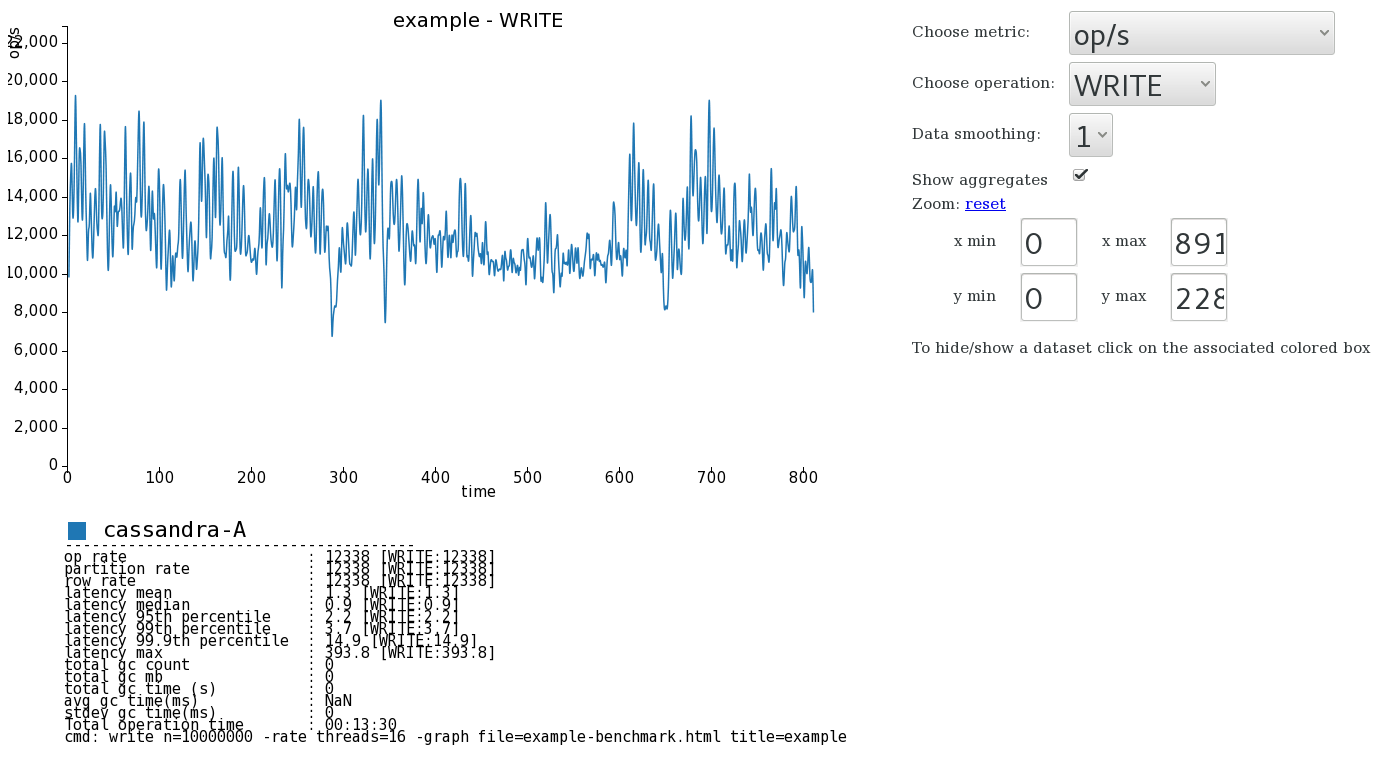 example - WRITE
op/s
22,000
20,000
18,000
16,000
14,000
12,000
10,000
8,000
6,000
4,000
2,000
0
0 100 200 300 400 500 600 700 800
time
Choose metric: op/s
Choose operation: WRITE
Data smoothing: 1
Show aggregates
Zoom: reset
x min 0 x max 891
y min 0 y max 228
To hide/show a dataset click on the associated colored box
cassandra-A
---------------------------------------
op rate : 12338 [WRITE:12338]
partition rate : 12338 [WRITE:12338]
row rate : 12338 [WRITE:12338]
latency mean : 1.3 [WRITE:1.3]
latency median : 0.9 [WRITE:0.9]
latency 95th percentile : 2.2 [WRITE:2.2]
latency 99th percentile : 3.7 [WRITE:3.7]
latency 99.9th percentile : 14.9 [WRITE:14.9]
latency max : 393.8 [WRITE:393.8]
total gc count : 0
total gc mb : 0
total gc time (s) : 0
avg gc time(ms) : NaN
stdev gc time(ms) : 0
Total operation time : 00:13:30
cmd: write n=10000000 -rate threads=16 -graph file=example-benchmark.html title=example